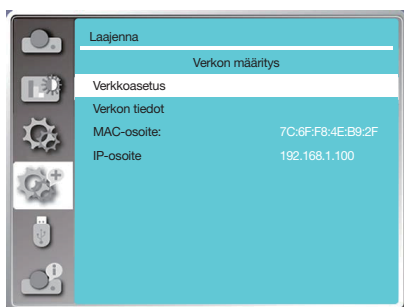 Laajenna
Verkon määritys
Verkkoasetus
Verkon tiedot
MAC-osoite: 7C:6F:F8:4E:B9:2F
IP-osoite 192.168.1.100